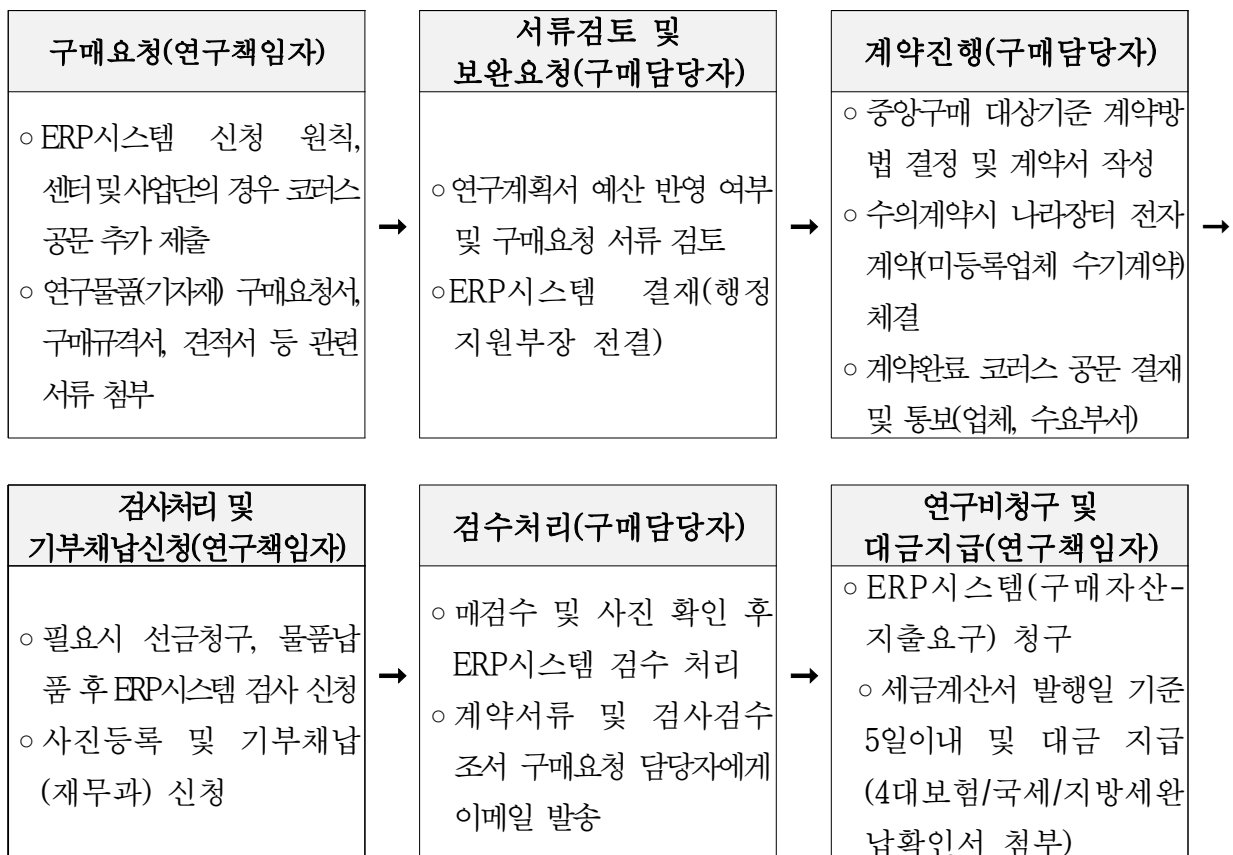 구매요청(연구책임자)
○ ERP시스템 신청 원칙,
센터 및 사업단의 경우 코러스
공문 추가 제출
○ 연구물품(기자재) 구매요청서,
구매규격서, 견적서 등 관련
서류 첨부
→
서류검토 및
보완요청(구매담당자)
○ 연구계획서 예산 반영 여부
및 구매요청 서류 검토
○ERP시스템 결재(행정
지원부장 전결)
→
계약진행(구매담당자)
○ 중앙구매 대상기준 계약방
법 결정 및 계약서 작성
○ 수의계약시 나라장터 전자
계약(미등록업체 수기계약)
체결
○ 계약완료 코러스 공문 결재
및 통보(업체, 수요부서)
→
검사처리 및
기부채납신청(연구책임자)
○ 필요시 선금청구, 물품납
품 후 ERP시스템 검사 신청
○ 사진등록 및 기부채납
(재무과) 신청
→
검수처리(구매담당자)
○ 매검수 및 사진 확인 후
ERP시스템 검수 처리
○ 계약서류 및 검사검수
조서 구매요청 담당자에게
이메일 발송
→
연구비청구 및
대금지급(연구책임자)
○ ERP시스템(구매자산-
지출요구) 청구
○ 세금계산서 발행일 기준
5일이내 및 대금 지급
(4대보험/국세/지방세완
납확인서 첨부)